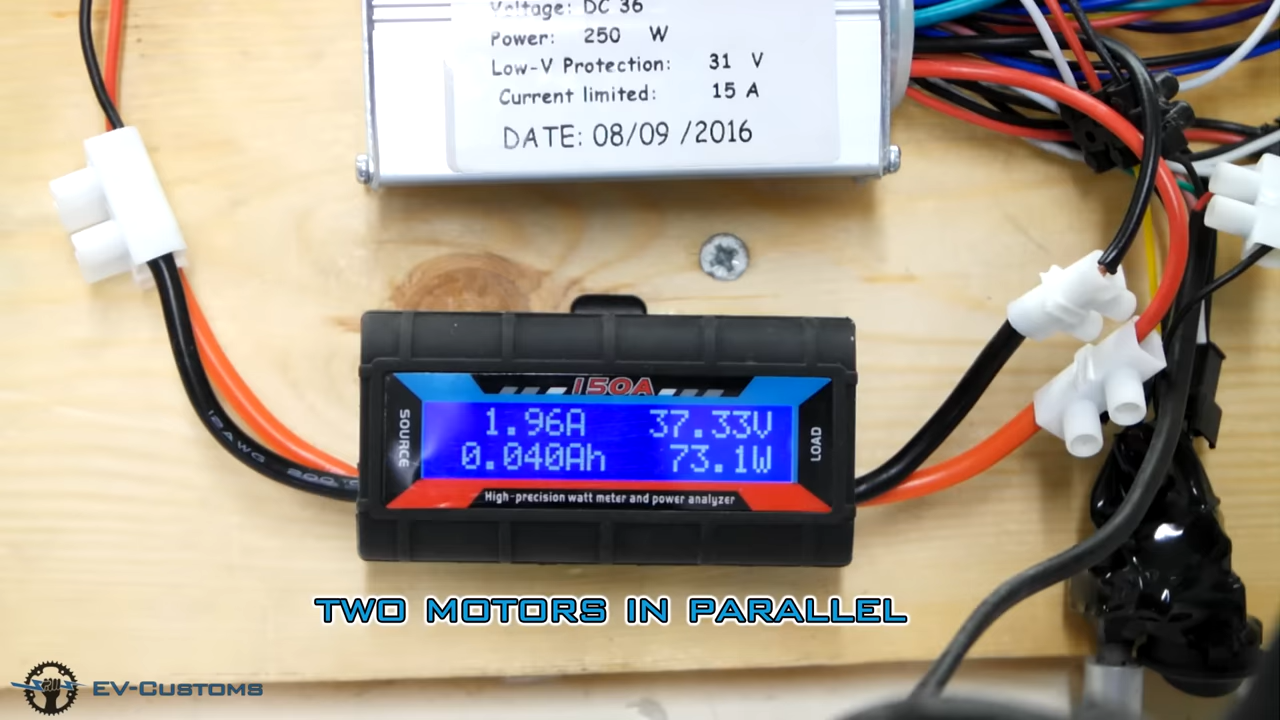 Voltage: DC 36
Power: 250 W
Low-V Protection: 31 V
Current limited: 15 A
DATE: 08/09 /2016
150A
SOURCE
1.96A 37.33V
0.040Ah 73.1W
LOAD
High-precision watt meter and power analyzer
12AWG 200
TWO MOTORS IN PARALLEL
EV-Customs